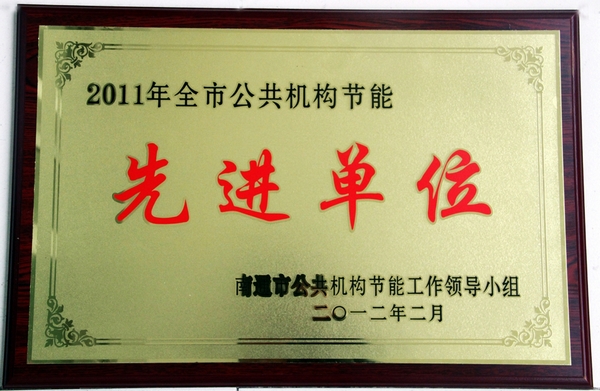 2011年全市公共机构节能
先进单位
南通市公共机构节能工作领导小组
二〇一二年二月